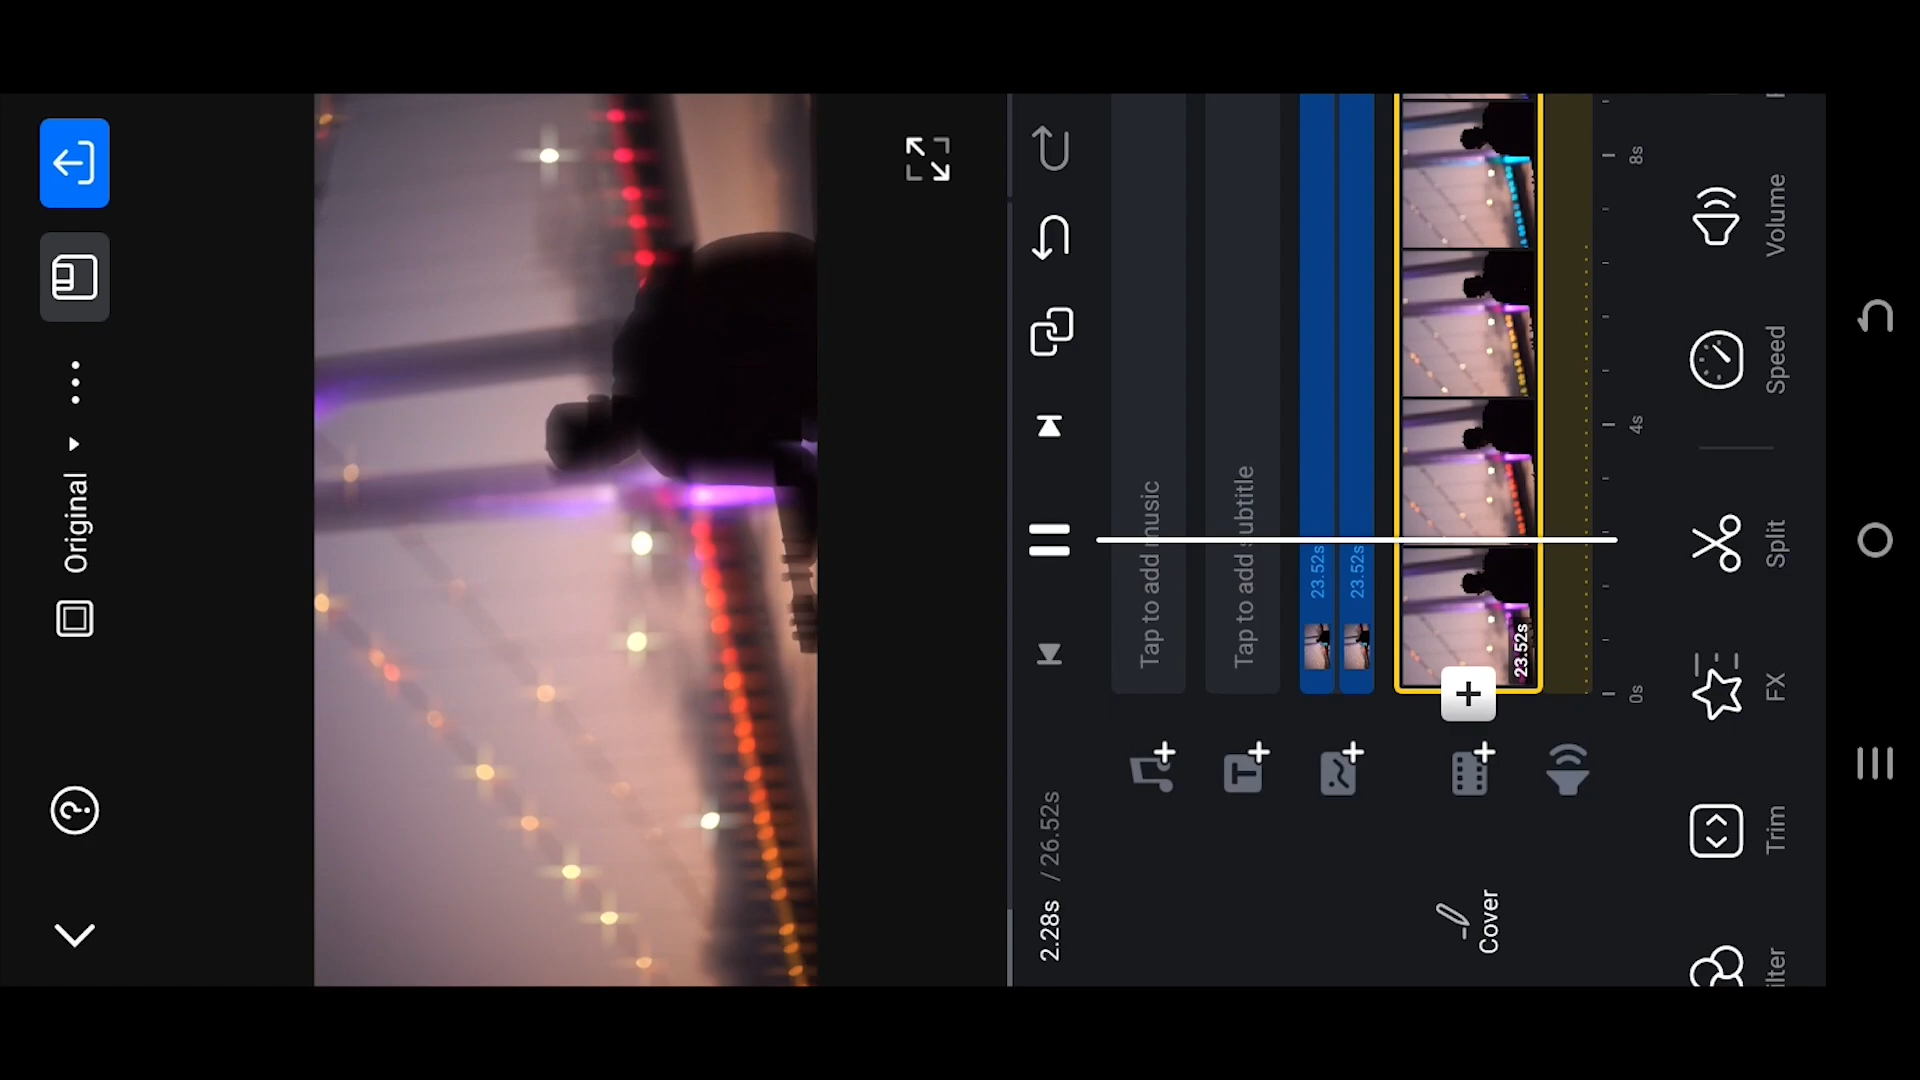 Original
2.28s / 26.52s
Tap to add music
Tap to add subtitle
23.52s
23.52s
Cover
23.52s
0s
4s
8s
Trim
FX
Split
Speed
Volume